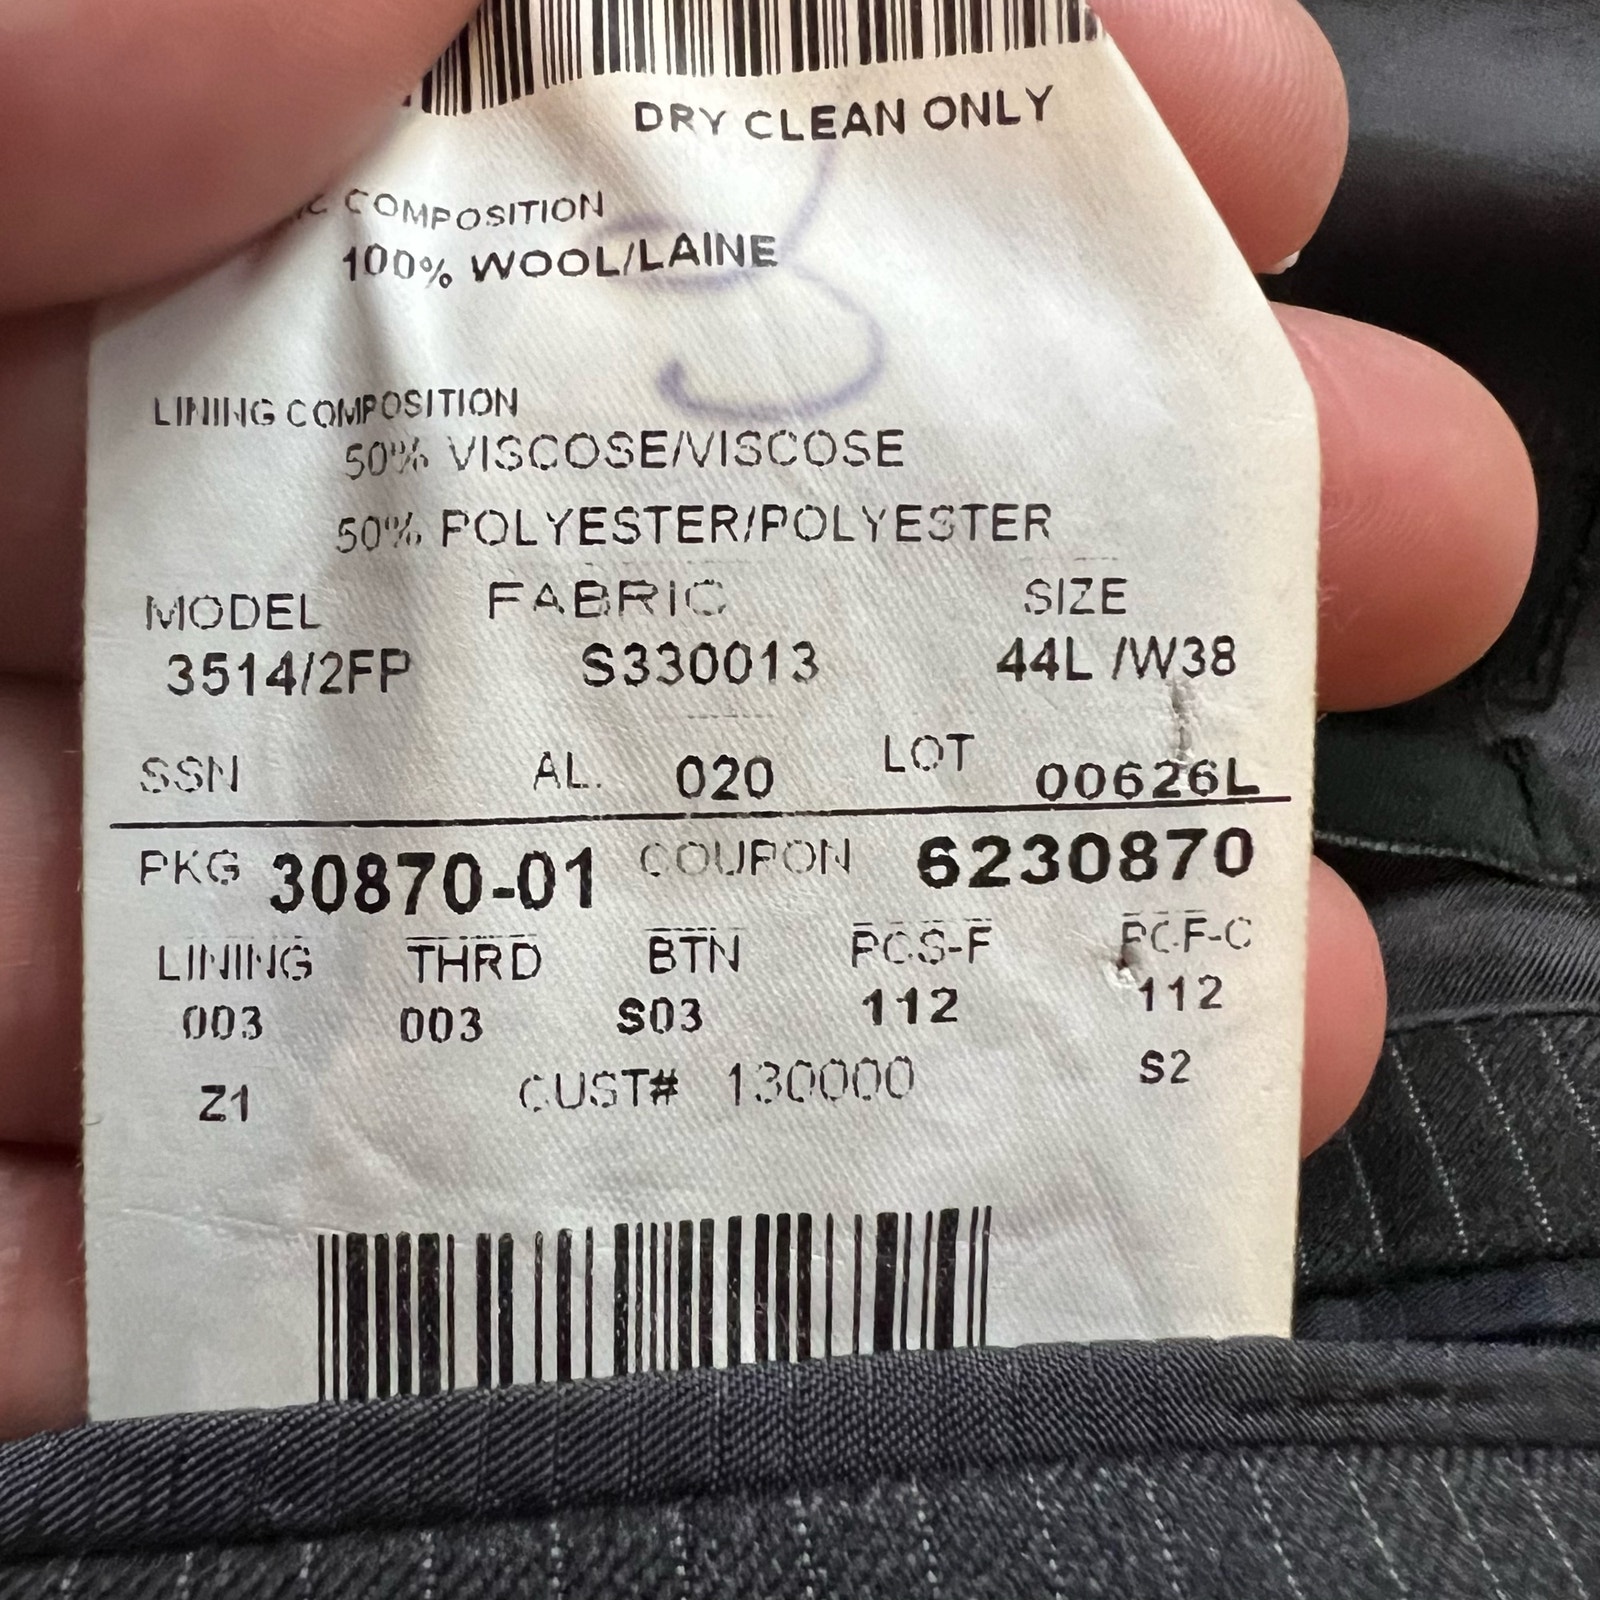 DRY CLEAN ONLY
COMPOSITION
100% WOOL/LAINE
LINING COMPOSITION
50% VISCOSE/VISCOSE
50% POLYESTER/POLYESTER
MODEL FABRIC SIZE
3514/2FP S330013 44L /W38
SSN AL. 020 LOT 00626L
PKG 30870-01 COUPON 6230870
LINING THRD BTN PCS-F PCF-C
003 003 S03 112 112
Z1 CUST# 130000 S2